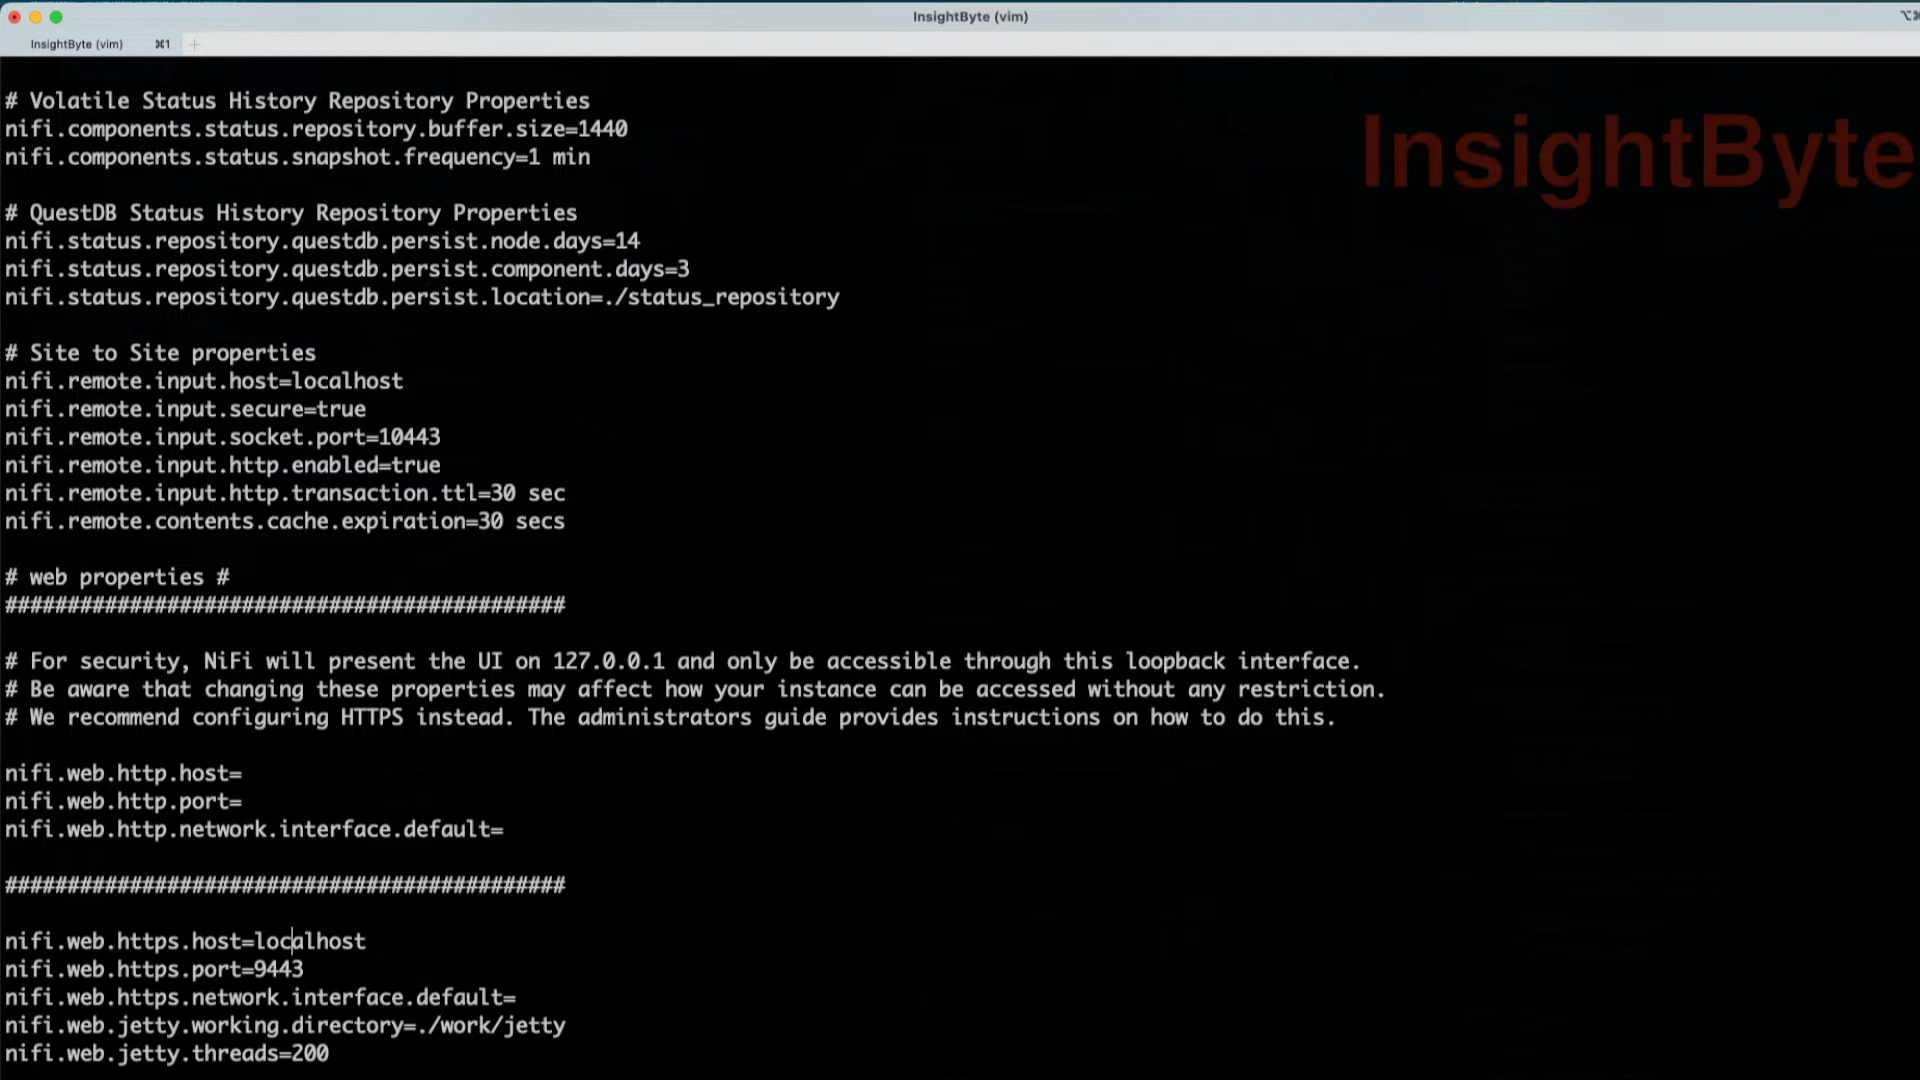 InsightByte (vim)
InsightByte (vim) ⌘1 +
# Volatile Status History Repository Properties
nifi.components.status.repository.buffer.size=1440
nifi.components.status.snapshot.frequency=1 min
# QuestDB Status History Repository Properties
nifi.status.repository.questdb.persist.node.days=14
nifi.status.repository.questdb.persist.component.days=3
nifi.status.repository.questdb.persist.location=./status_repository
# Site to Site properties
nifi.remote.input.host=localhost
nifi.remote.input.secure=true
nifi.remote.input.socket.port=10443
nifi.remote.input.http.enabled=true
nifi.remote.input.http.transaction.ttl=30 sec
nifi.remote.contents.cache.expiration=30 secs
# web properties #
#############################################
# For security, NiFi will present the UI on 127.0.0.1 and only be accessible through this loopback interface.
# Be aware that changing these properties may affect how your instance can be accessed without any restriction.
# We recommend configuring HTTPS instead. The administrators guide provides instructions on how to do this.
nifi.web.http.host=
nifi.web.http.port=
nifi.web.http.network.interface.default=
#############################################
nifi.web.https.host=localhost
nifi.web.https.port=9443
nifi.web.https.network.interface.default=
nifi.web.jetty.working.directory=./work/jetty
nifi.web.jetty.threads=200
InsightByte